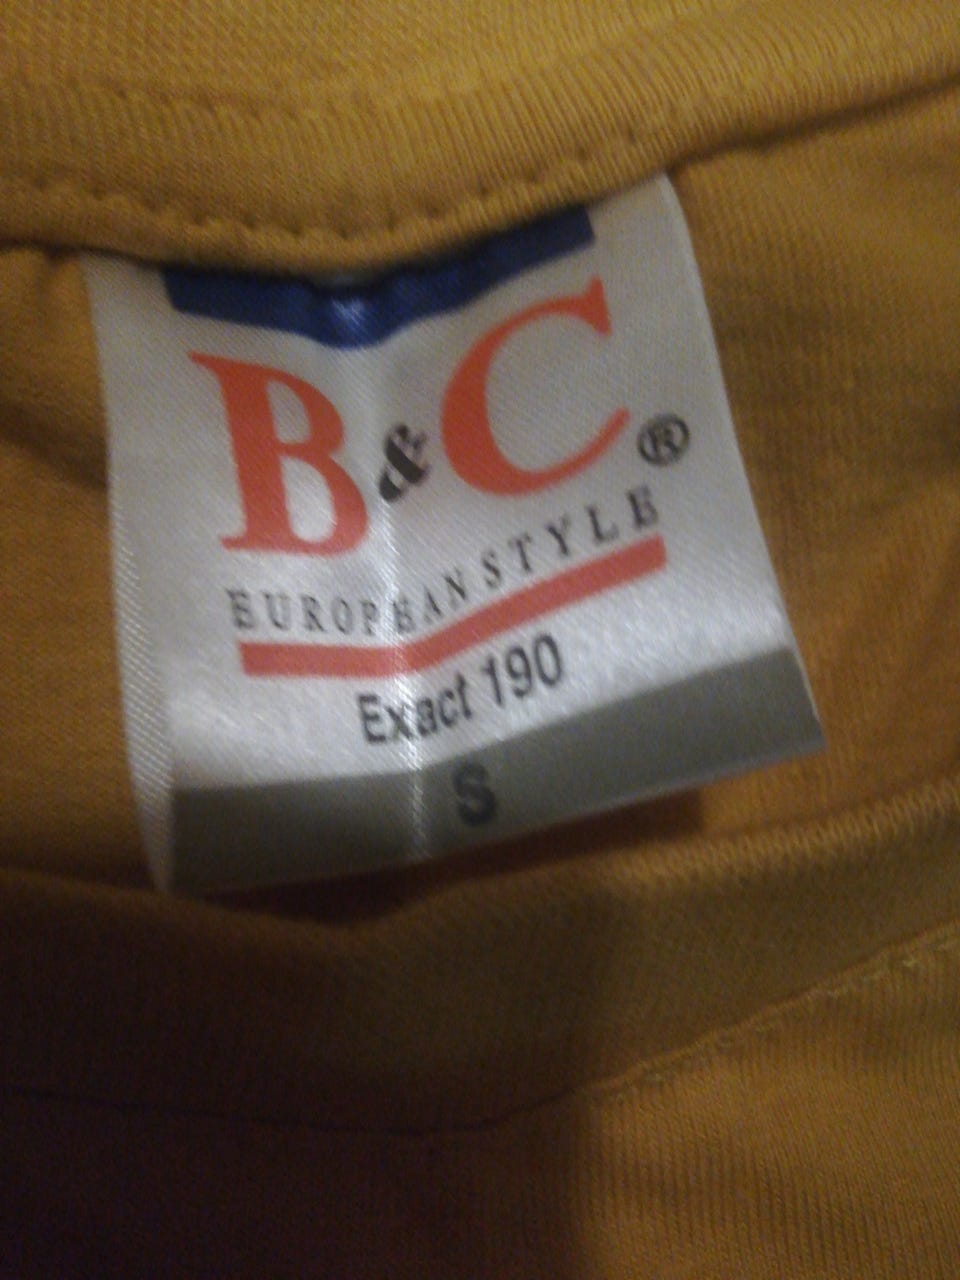 B&C®
EUROPEAN STYLE
Exact 190
S